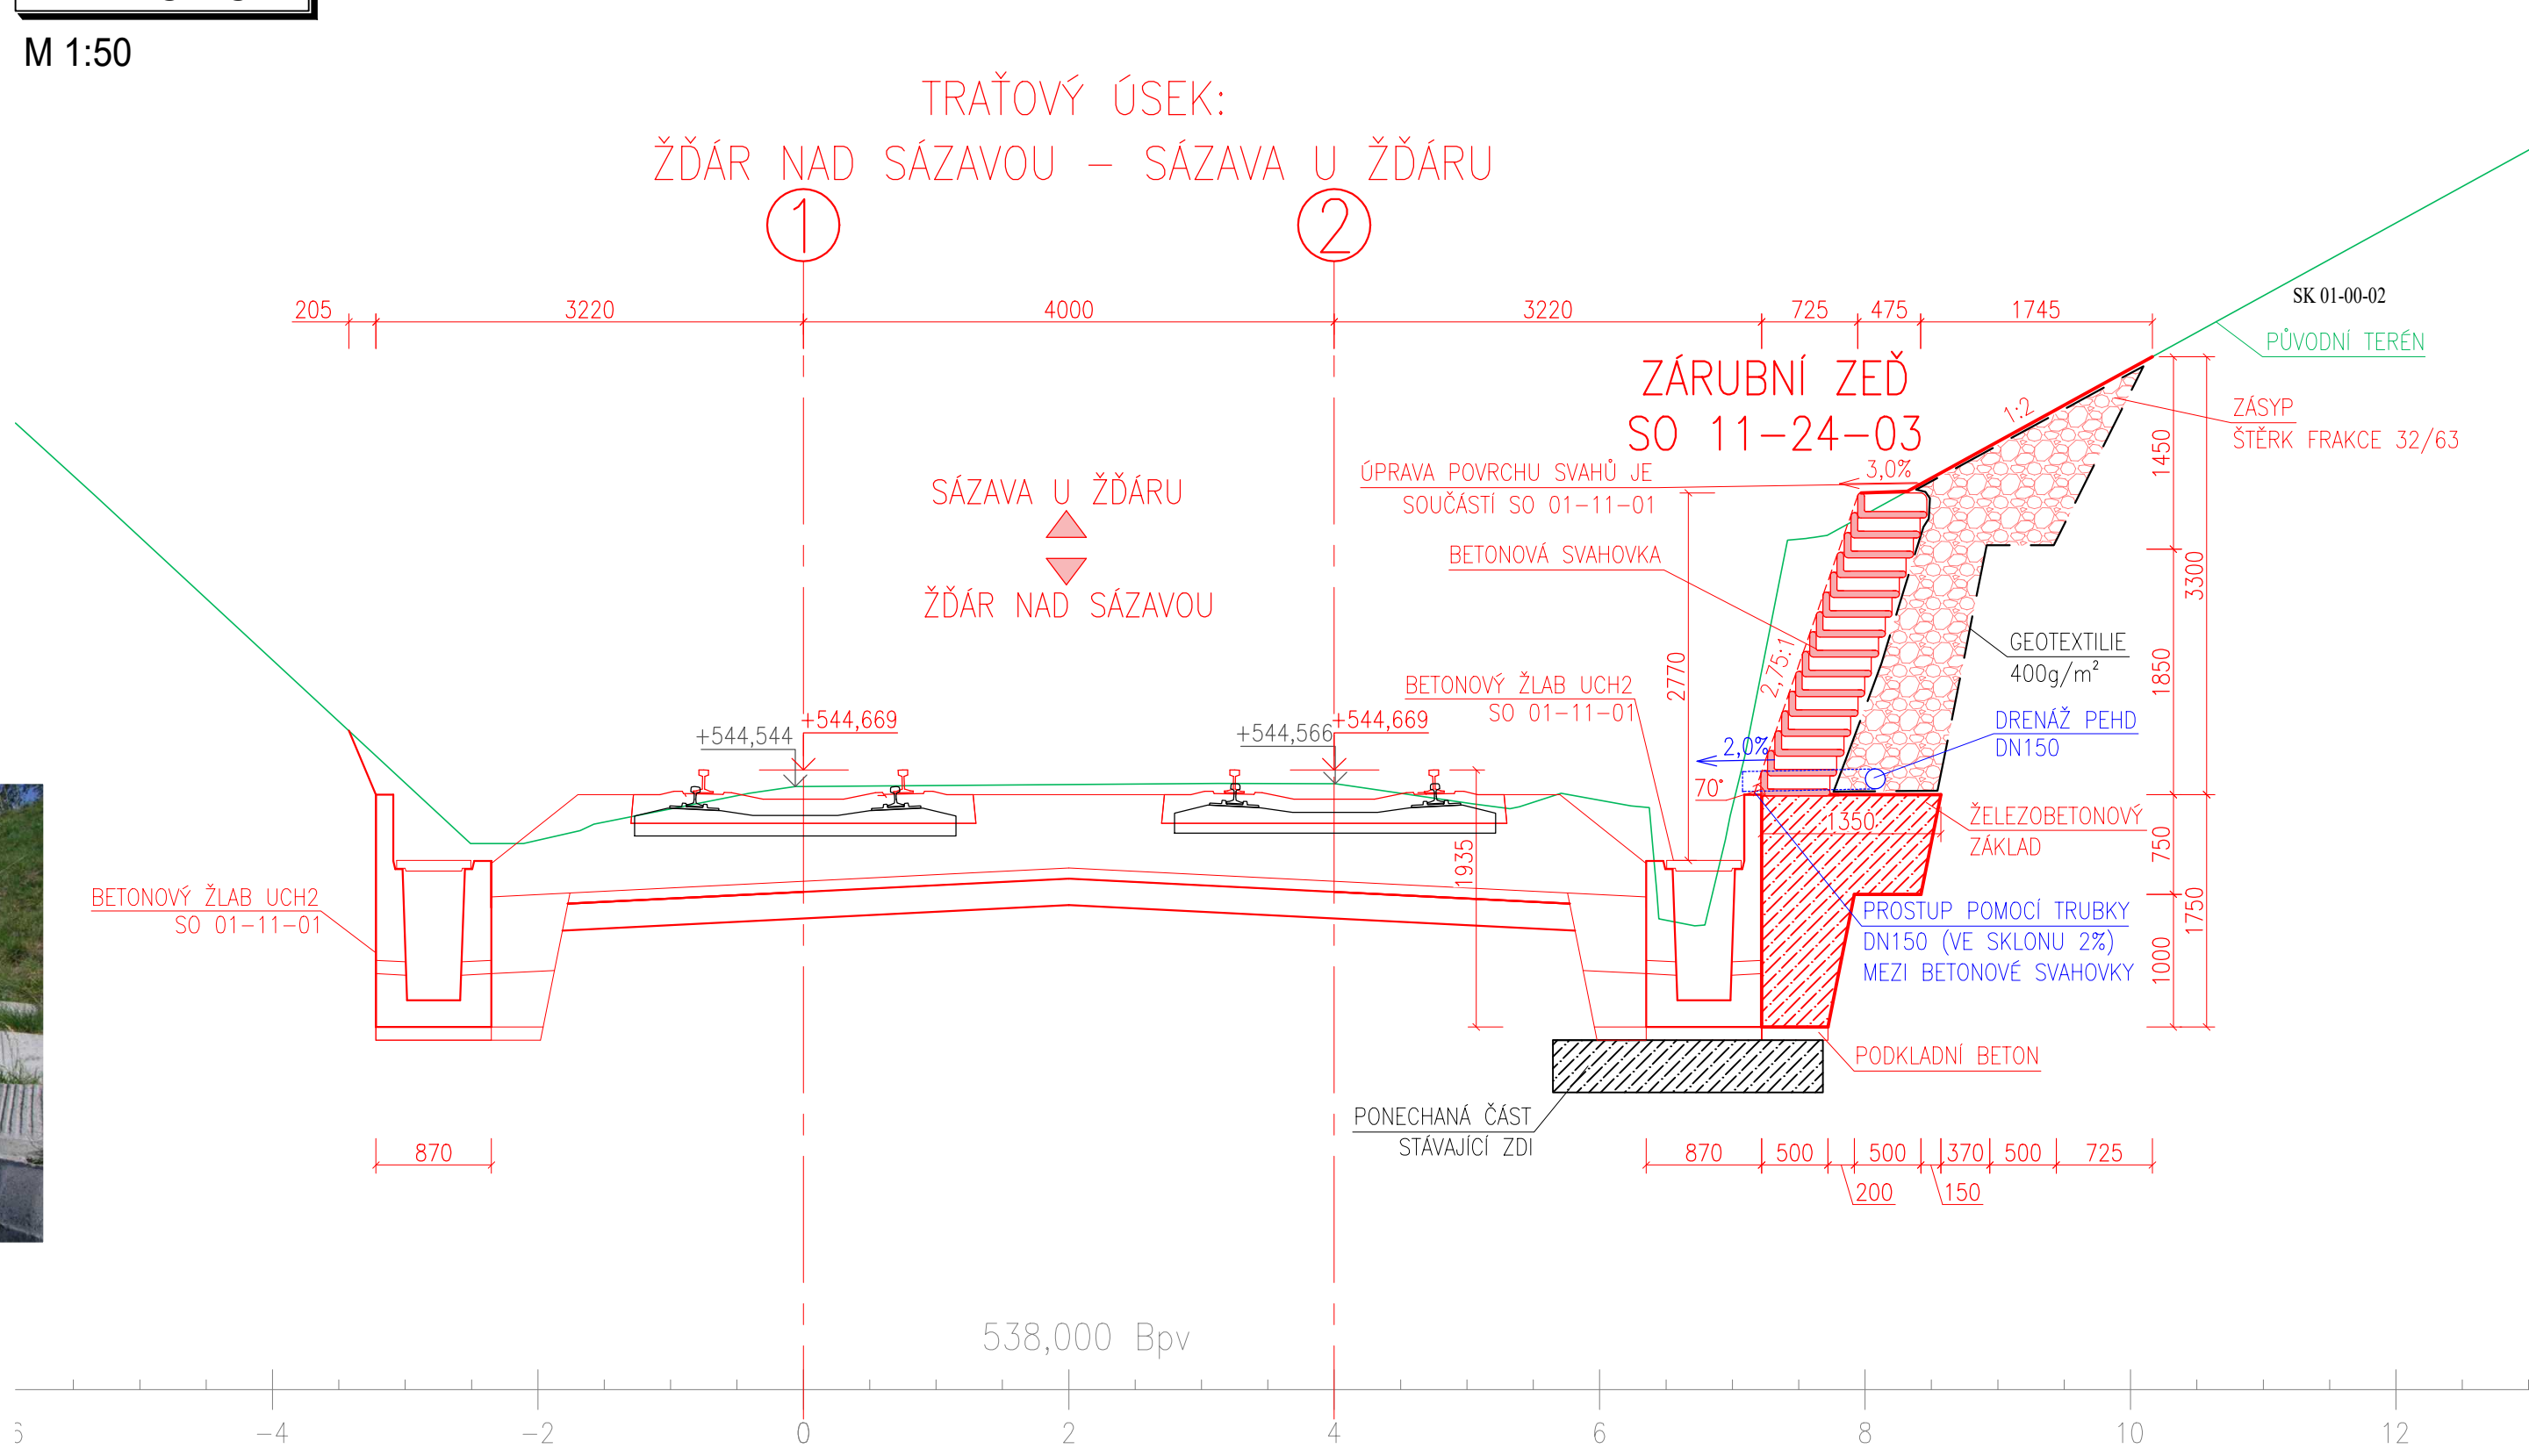 M 1:50
TRAŤOVÝ ÚSEK:
ŽĎÁR NAD SÁZAVOU – SÁZAVA U ŽĎÁRU
1
2
205
3220
4000
3220
725
475
1745
SK 01-00-02
PŮVODNÍ TERÉN
ZÁRUBNÍ ZEĎ
SO 11-24-03
1:2
ZÁSYP
ŠTĚRK FRAKCE 32/63
1450
ÚPRAVA POVRCHU SVAHŮ JE
SOUČÁSTÍ SO 01-11-01
3,0%
SÁZAVA U ŽĎÁRU
ŽĎÁR NAD SÁZAVOU
BETONOVÁ SVAHOVKA
3300
2,75:1
2770
GEOTEXTILIE
400g/m²
1850
BETONOVÝ ŽLAB UCH2
SO 01-11-01
+544,544
+544,669
+544,566
+544,669
2,0%
DRENÁŽ PEHD
DN150
70°
1350
ŽELEZOBETONOVÝ
ZÁKLAD
750
1935
BETONOVÝ ŽLAB UCH2
SO 01-11-01
PROSTUP POMOCÍ TRUBKY
DN150 (VE SKLONU 2%)
MEZI BETONOVÉ SVAHOVKY
1750
1000
PODKLADNÍ BETON
PONECHANÁ ČÁST
STÁVAJÍCÍ ZDI
870
870
500
500
370
500
725
200
150
538,000 Bpv
-4
-2
0
2
4
6
8
10
12